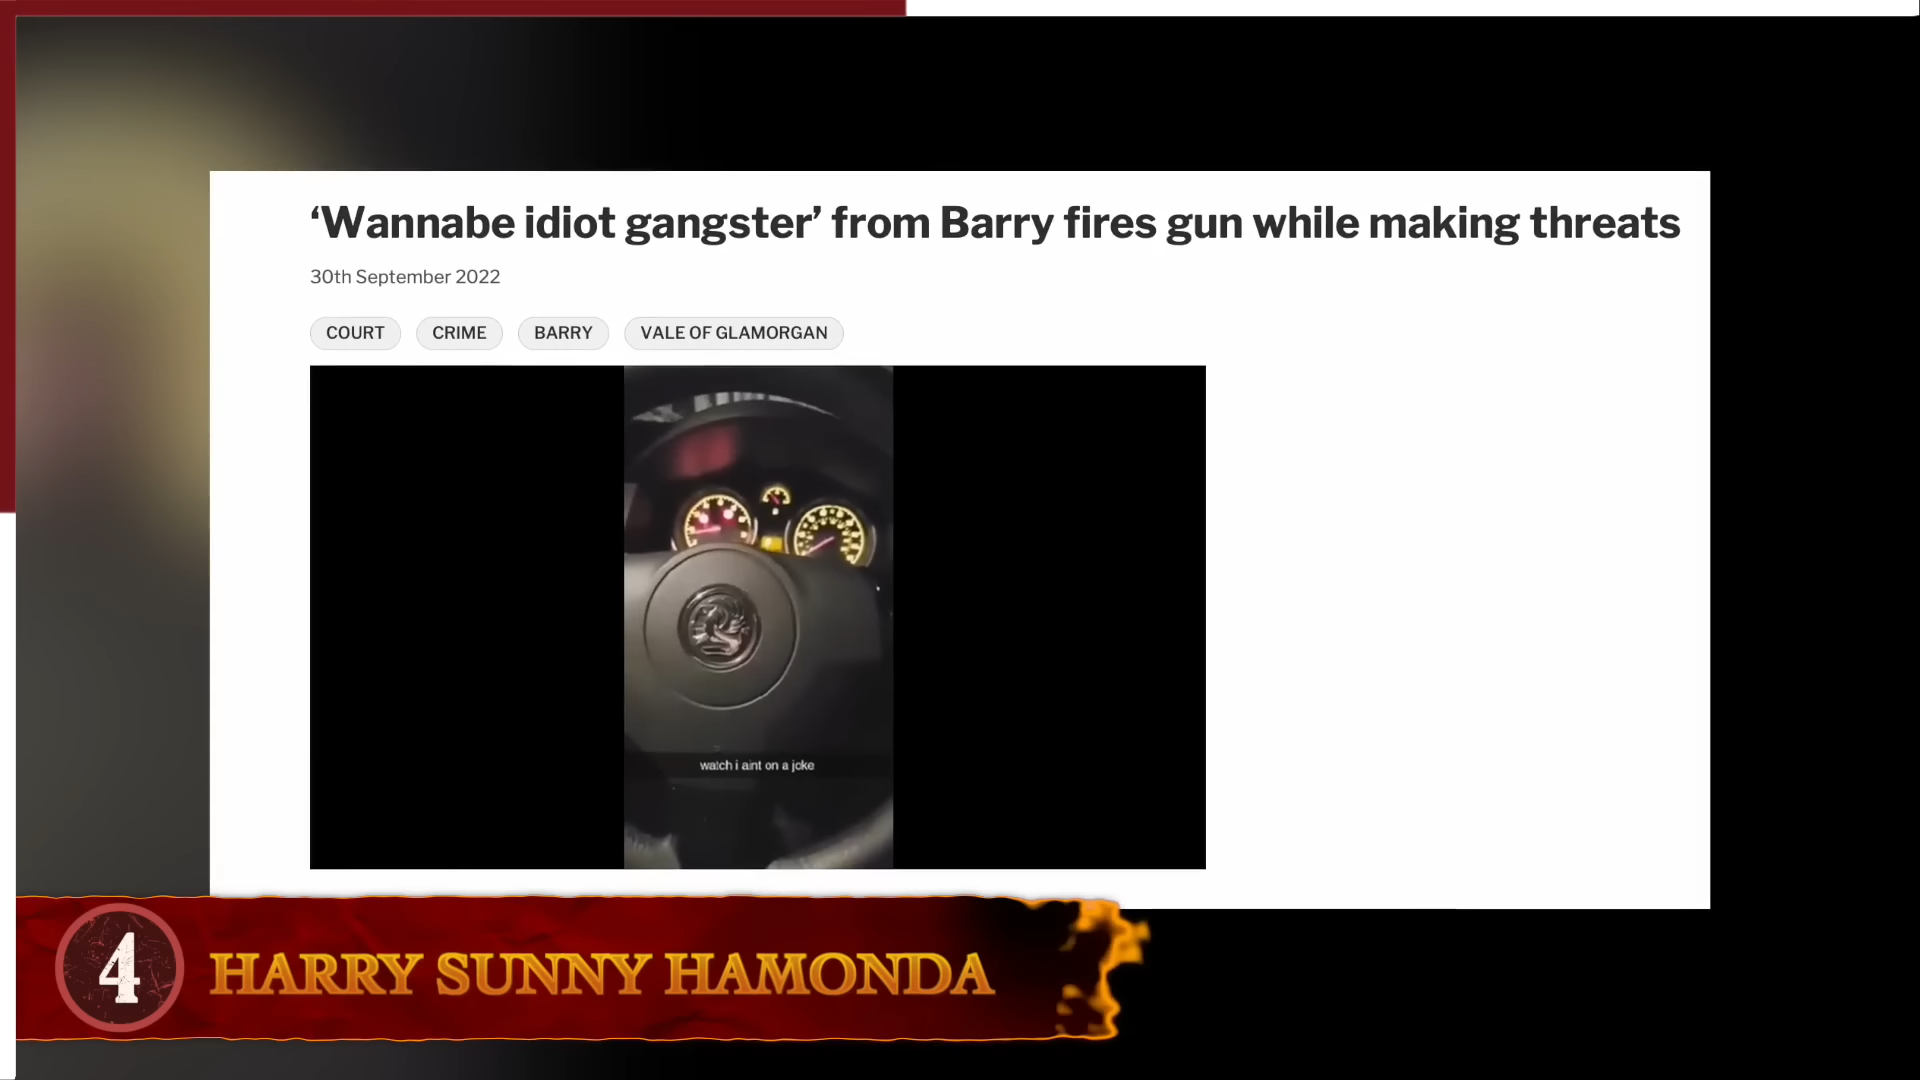 ‘Wannabe idiot gangster’ from Barry fires gun while making threats
30th September 2022
COURT CRIME BARRY VALE OF GLAMORGAN
watch i aint on a joke
4 HARRY SUNNY HAMONDA